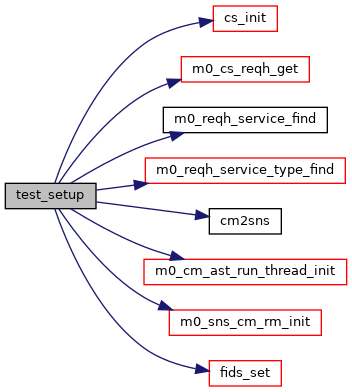 test_setup
cs_init
m0_cs_reqh_get
m0_reqh_service_find
m0_reqh_service_type_find
cm2sns
m0_cm_ast_run_thread_init
m0_sns_cm_rm_init
fids_set